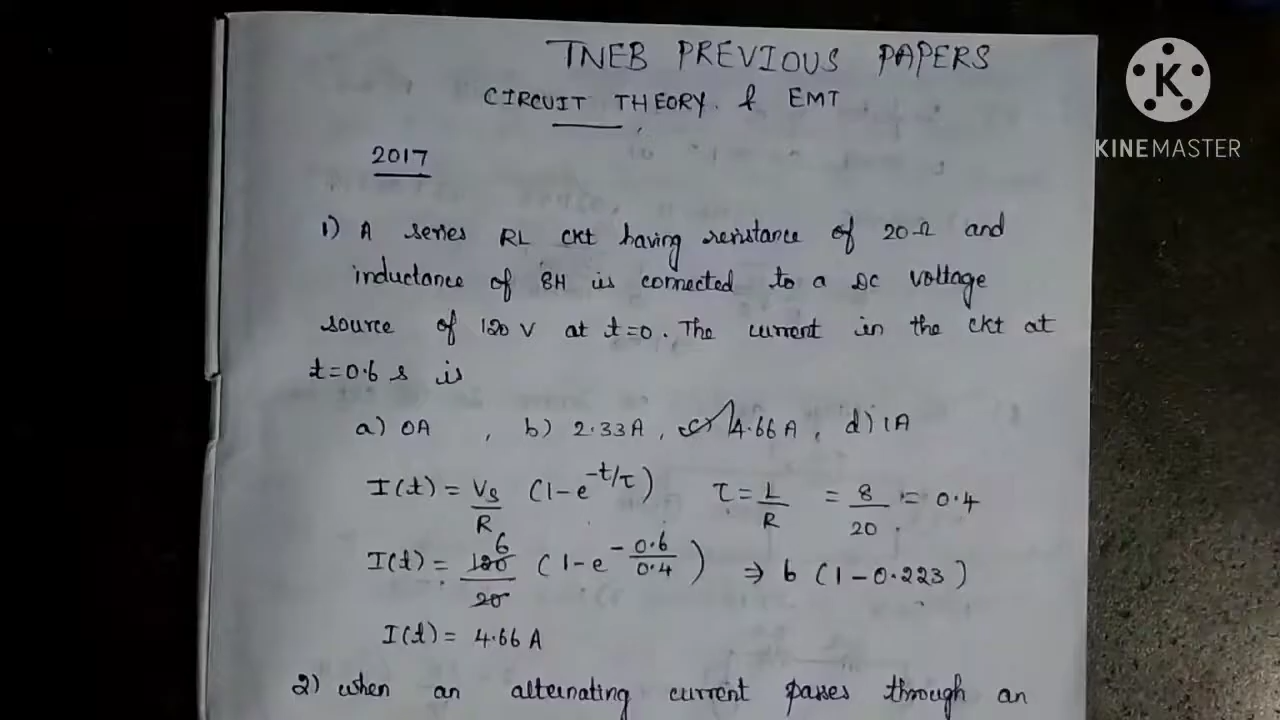 TNEB PREVIOUS PAPERS
CIRCUIT THEORY & EMT
K
KINEMASTER
2017
1) A series RL ckt having resistance of 20Ω and
inductance of 8H is connected to a DC voltage
source of 120 V at t=0. The current in the ckt at
t=0.6 s is
a) 0A , b) 2.33A, c) 4.66A, d) 1A
I(t) = Vs/R (1-e^-t/τ) τ = L/R = 8/20 = 0.4
I(t) = 120/20 6 (1-e^-0.6/0.4) ⇒ 6 (1-0.223)
I(t) = 4.66 A
2) when an alternating current passes through an